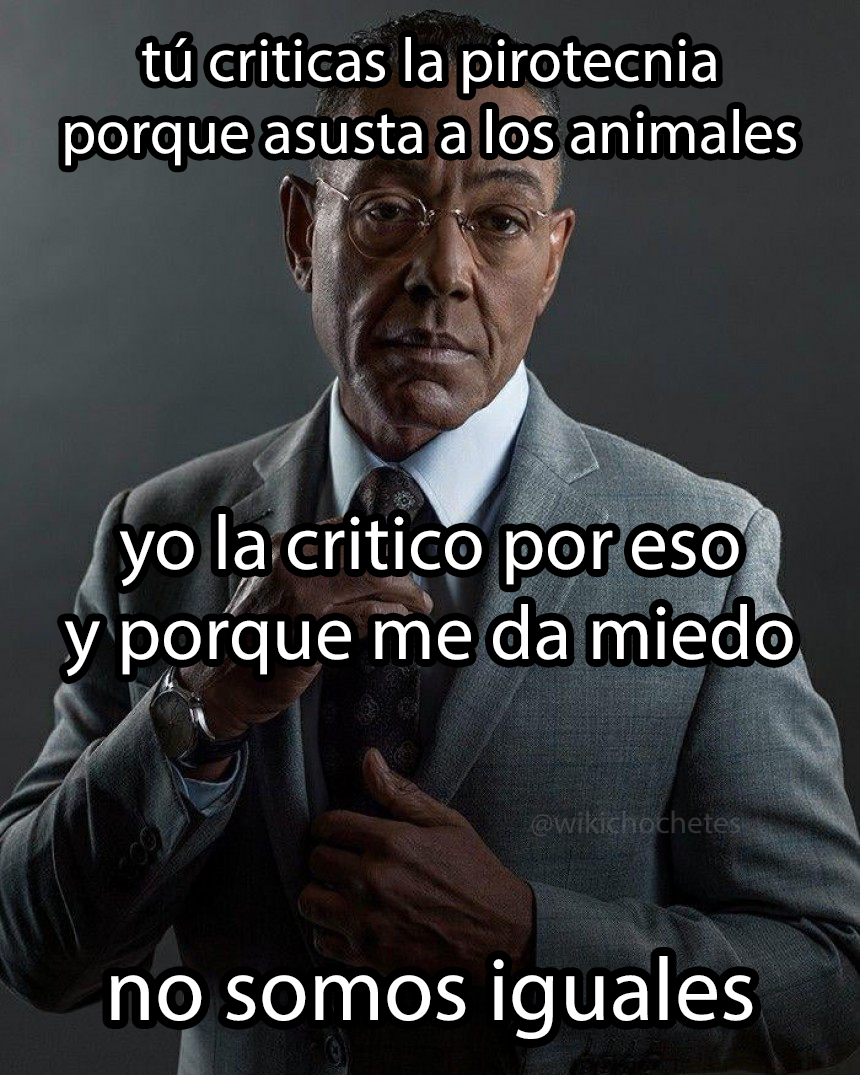 tú criticas la pirotecnia
porque asusta a los animales
yo la critico por eso
y porque me da miedo
@wikichochetes
no somos iguales